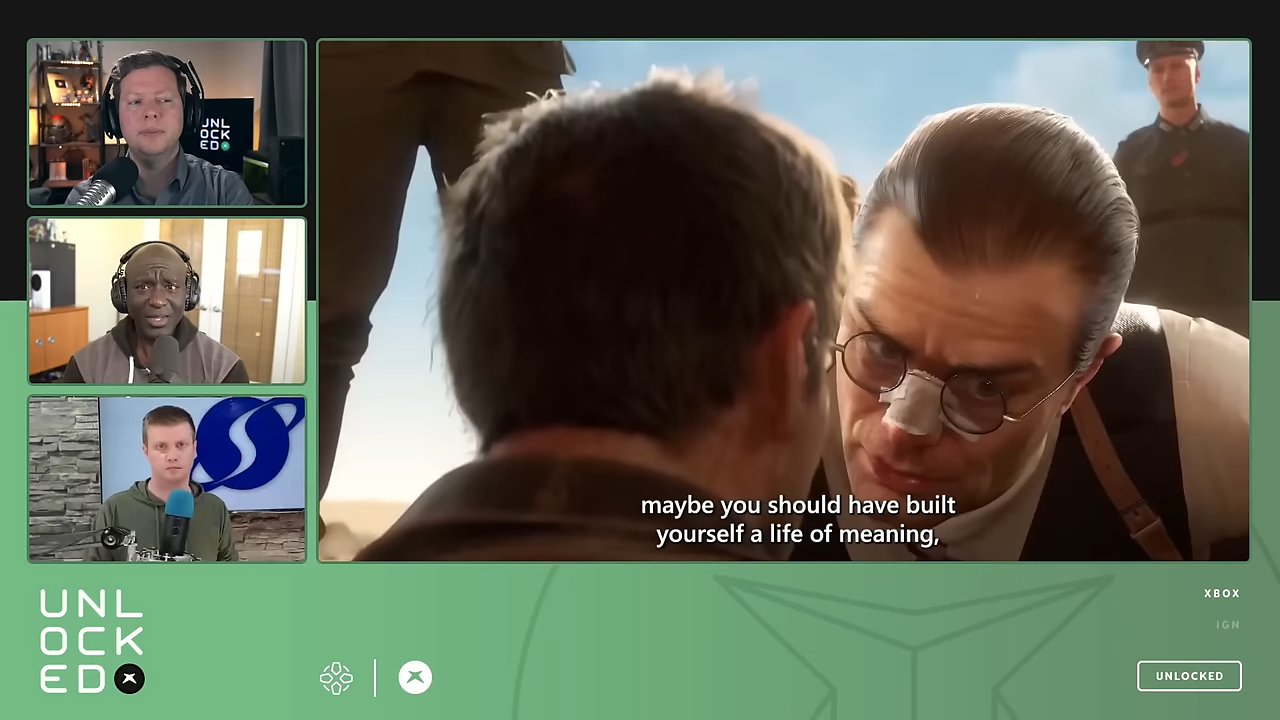 UNL
OCK
ED
maybe you should have built
yourself a life of meaning,
UNL
OCK
ED
XBOX
IGN
UNLOCKED